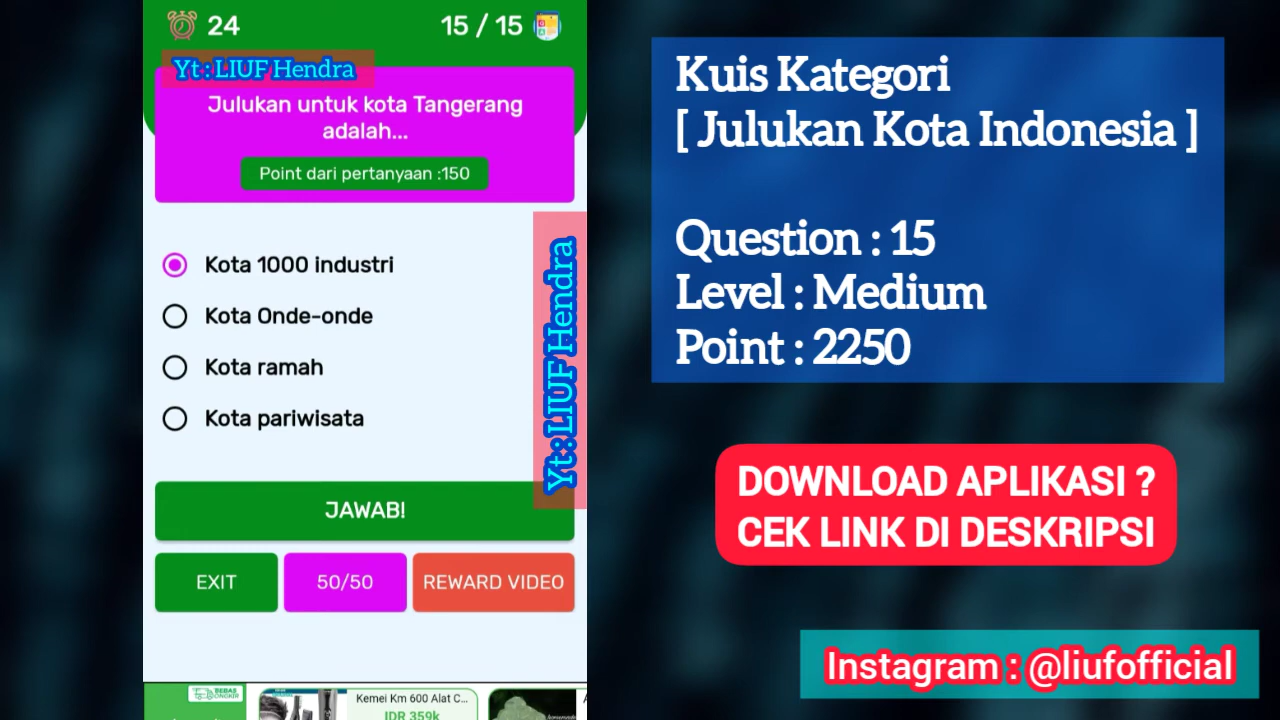 24
15 / 15
Yt : LIUF Hendra
Julukan untuk kota Tangerang
adalah...
Point dari pertanyaan :150
Kota 1000 industri
Kota Onde-onde
Kota ramah
Kota pariwisata
Yt : LIUF Hendra
JAWAB!
EXIT
50/50
REWARD VIDEO
BEBAS
ONGKIR
Kemei Km 600 Alat C...
IDR 359k
Kuis Kategori
[ Julukan Kota Indonesia ]
Question : 15
Level : Medium
Point : 2250
DOWNLOAD APLIKASI ?
CEK LINK DI DESKRIPSI
Instagram : @liufofficial